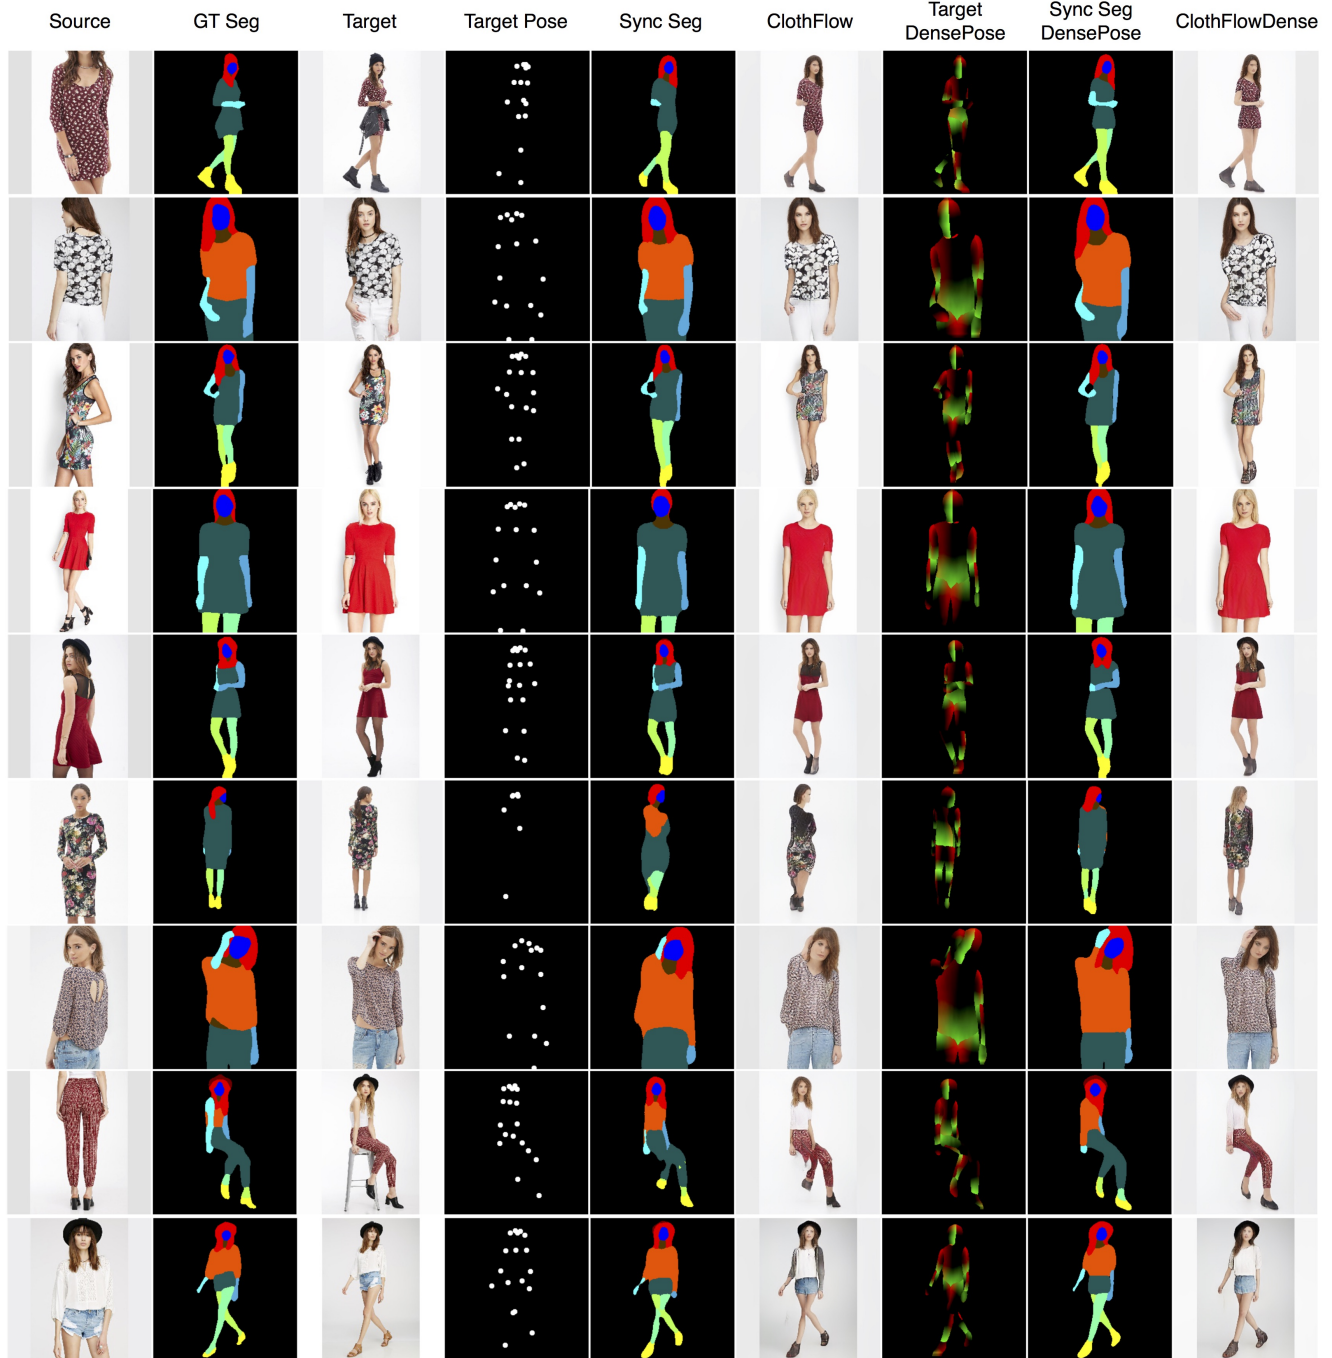 Source
GT Seg
Target
Target Pose
Sync Seg
ClothFlow
Target
DensePose
Sync Seg
DensePose
ClothFlowDense